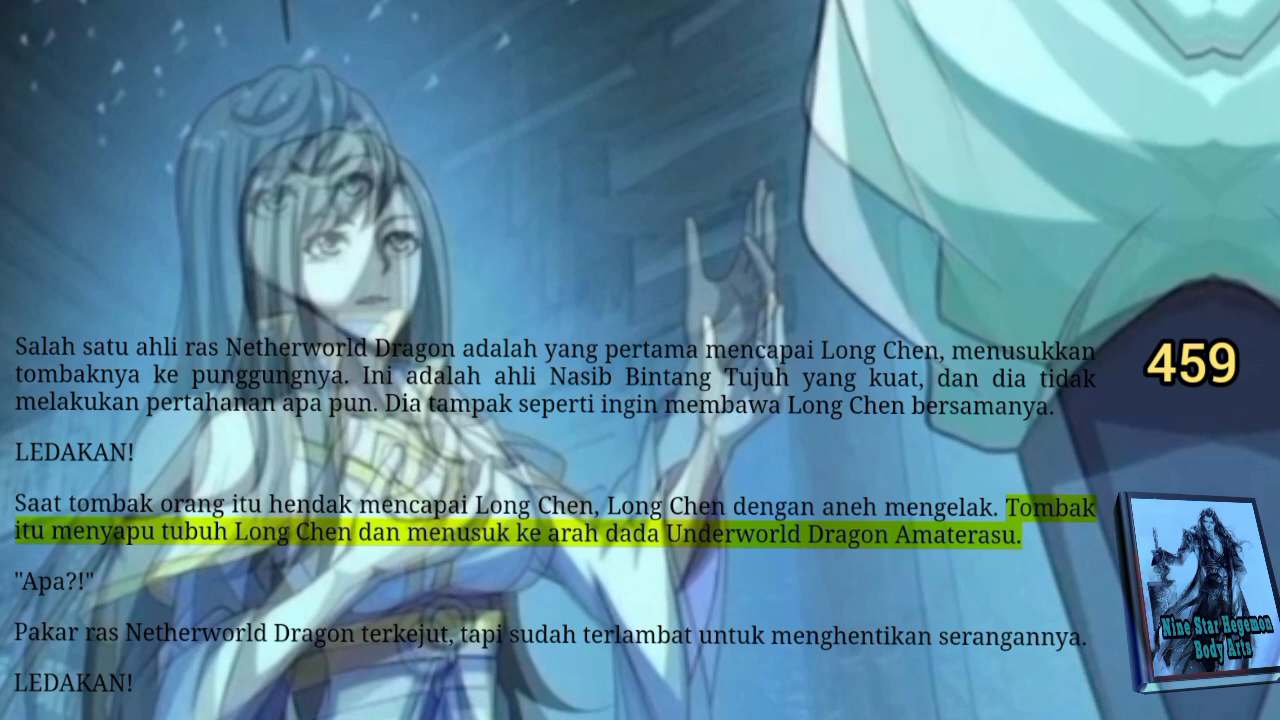 Salah satu ahli ras Netherworld Dragon adalah yang pertama mencapai Long Chen, menusukkan
tombaknya ke punggungnya. Ini adalah ahli Nasib Bintang Tujuh yang kuat, dan dia tidak
melakukan pertahanan apa pun. Dia tampak seperti ingin membawa Long Chen bersamanya.
LEDAKAN!
Saat tombak orang itu hendak mencapai Long Chen, Long Chen dengan aneh mengelak. Tombak
itu menyapu tubuh Long Chen dan menusuk ke arah dada Underworld Dragon Amaterasu.
"Apa?!"
Pakar ras Netherworld Dragon terkejut, tapi sudah terlambat untuk menghentikan serangannya.
LEDAKAN!
459
Nine Star Hegemon
Body Arts